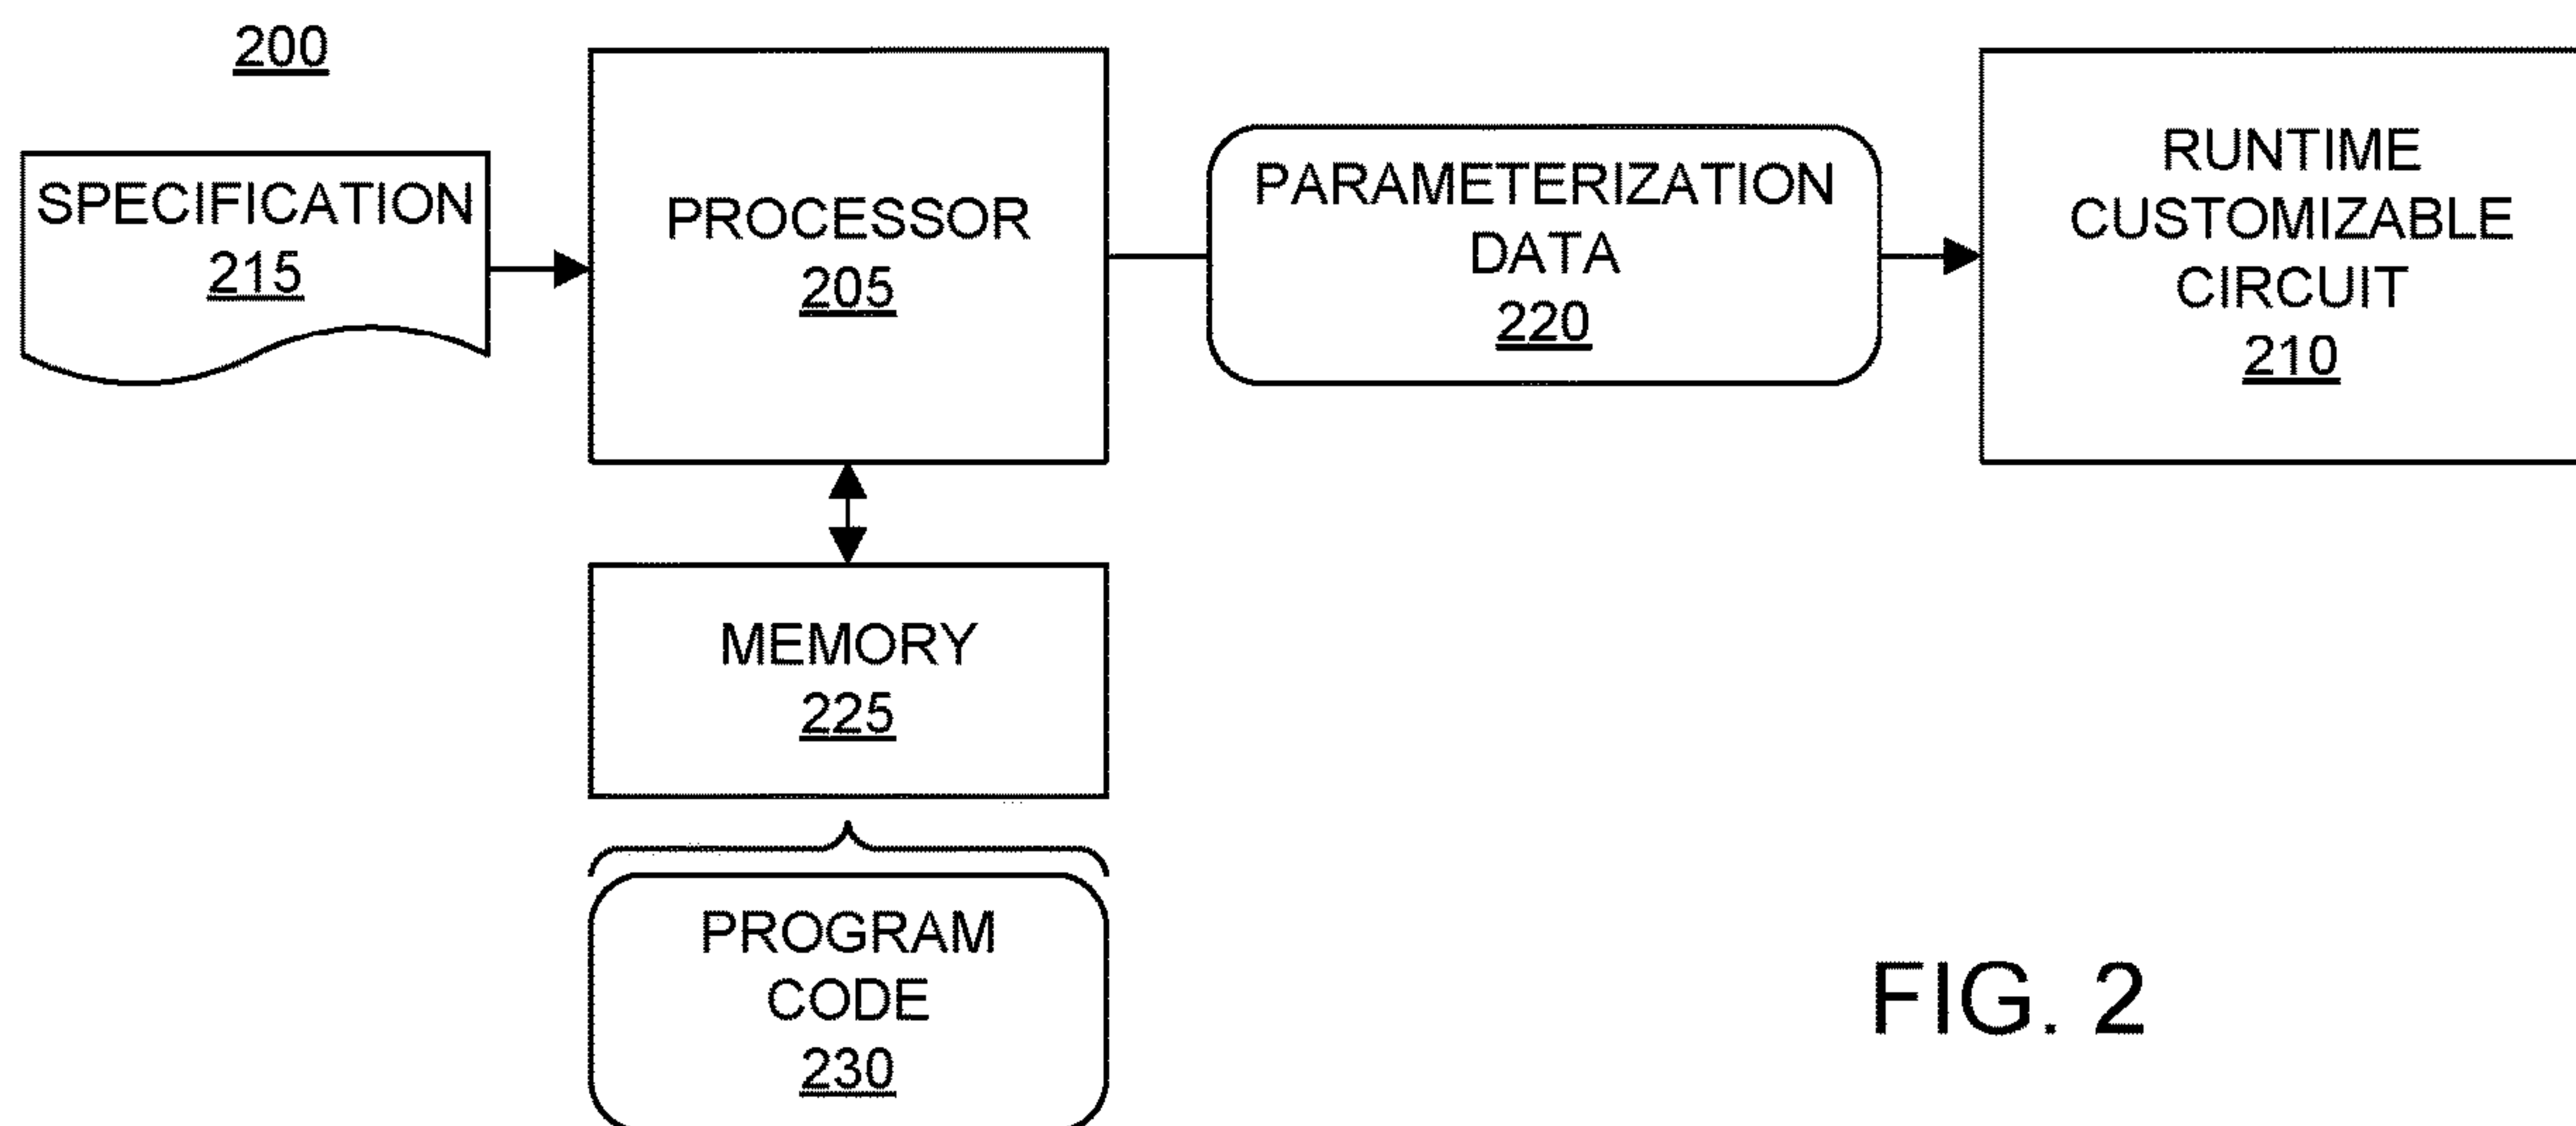 200
SPECIFICATION
215
PROCESSOR
205
PARAMETERIZATION
DATA
220
RUNTIME
CUSTOMIZABLE
CIRCUIT
210
MEMORY
225
PROGRAM
CODE
230
FIG. 2